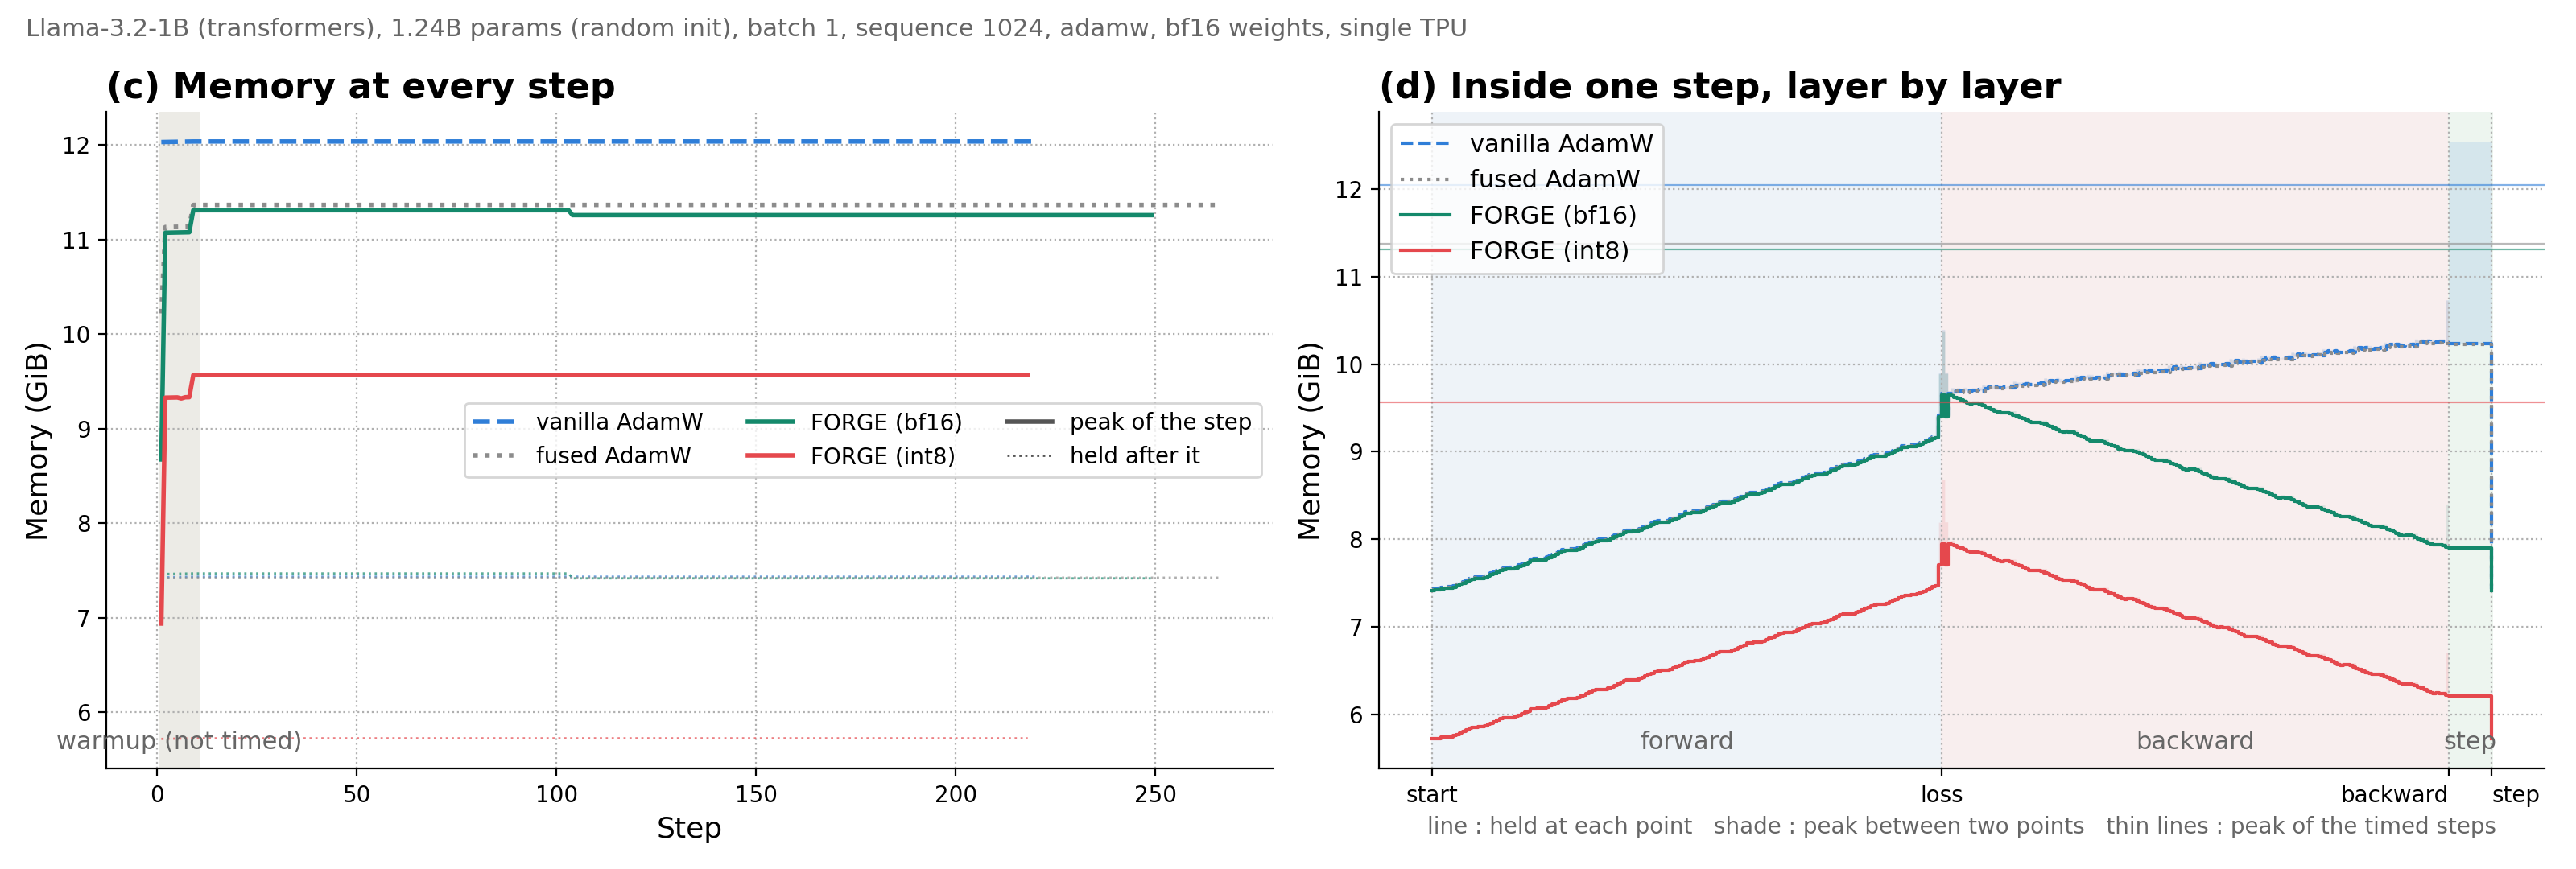 Llama-3.2-1B (transformers), 1.24B params (random init), batch 1, sequence 1024, adamw, bf16 weights, single TPU
(c) Memory at every step
Memory (GiB)
12
11
10
9
8
7
6
vanilla AdamW
fused AdamW
FORGE (bf16)
FORGE (int8)
peak of the step
held after it
warmup (not timed)
0
50
100
150
200
250
Step
(d) Inside one step, layer by layer
Memory (GiB)
12
11
10
9
8
7
6
vanilla AdamW
fused AdamW
FORGE (bf16)
FORGE (int8)
forward
backward
step
start
loss
backward
step
line : held at each point shade : peak between two points thin lines : peak of the timed steps